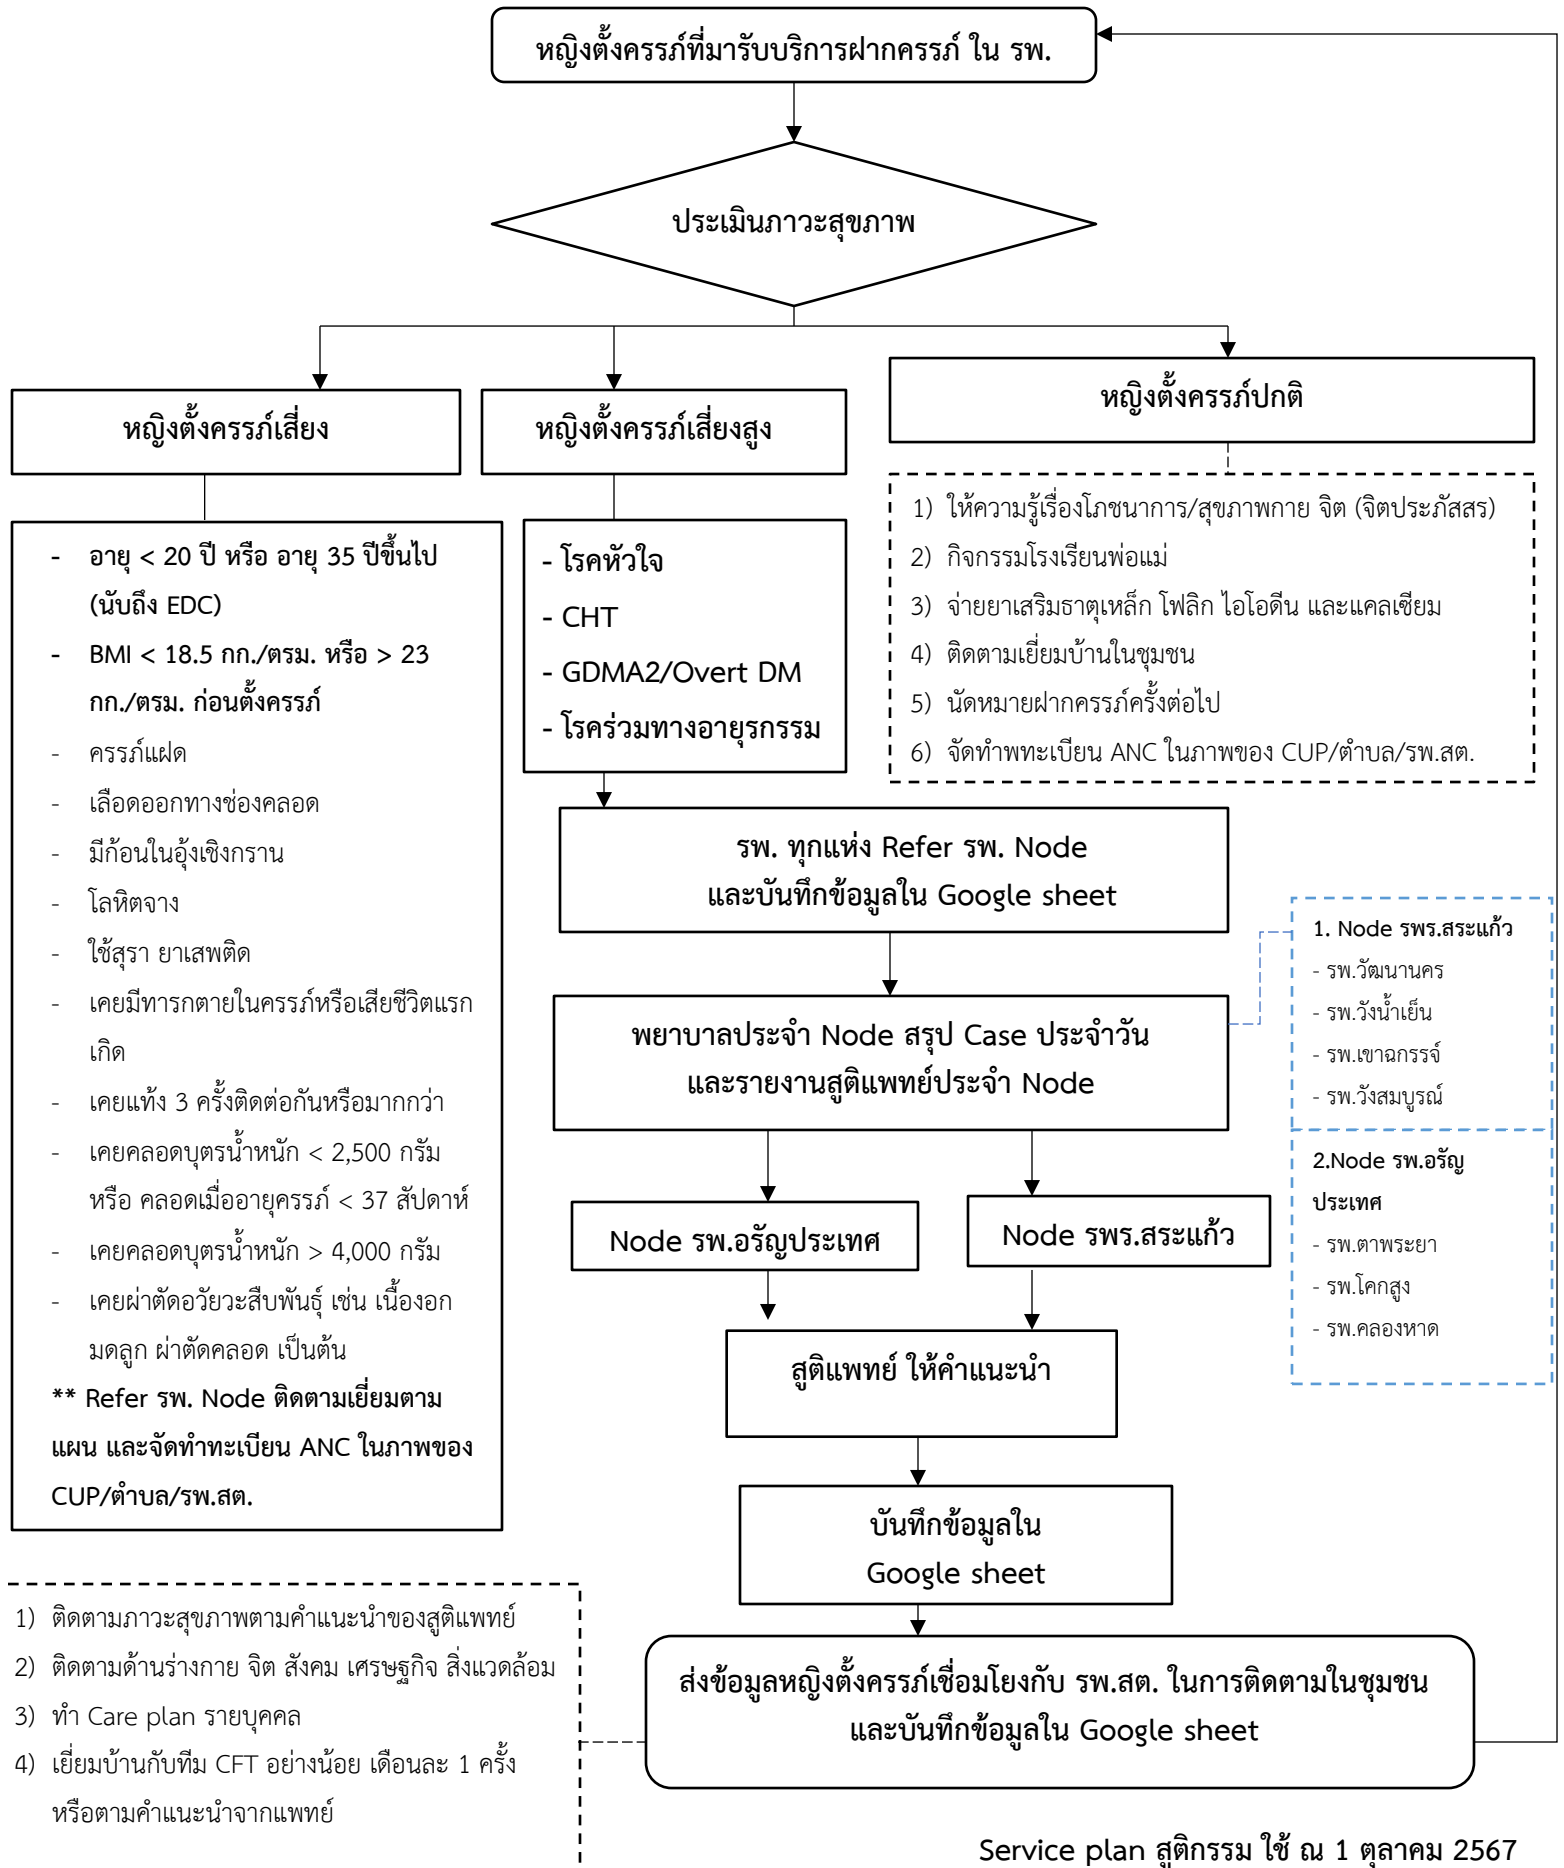 หญิงตั้งครรภ์ที่มารับบริการฝากครรภ์ ใน รพ.
ประเมินภาวะสุขภาพ
หญิงตั้งครรภ์เสี่ยง
หญิงตั้งครรภ์เสี่ยงสูง
หญิงตั้งครรภ์ปกติ
- อายุ < 20 ปี หรือ อายุ 35 ปีขึ้นไป
(นับถึง EDC)
- BMI < 18.5 กก./ตรม. หรือ > 23
กก./ตรม. ก่อนตั้งครรภ์
- ครรภ์แฝด
- เลือดออกทางช่องคลอด
- มีก้อนในอุ้งเชิงกราน
- โลหิตจาง
- ใช้สุรา ยาเสพติด
- เคยมีทารกตายในครรภ์หรือเสียชีวิตแรก
เกิด
- เคยแท้ง 3 ครั้งติดต่อกันหรือมากกว่า
- เคยคลอดบุตรน้ำหนัก < 2,500 กรัม
หรือ คลอดเมื่ออายุครรภ์ < 37 สัปดาห์
- เคยคลอดบุตรน้ำหนัก > 4,000 กรัม
- เคยผ่าตัดอวัยวะสืบพันธุ์ เช่น เนื้องอก
มดลูก ผ่าตัดคลอด เป็นต้น
** Refer รพ. Node ติดตามเยี่ยมตาม
แผน และจัดทำทะเบียน ANC ในภาพของ
CUP/ตำบล/รพ.สต.
- โรคหัวใจ
- CHT
- GDMA2/Overt DM
- โรคร่วมทางอายุรกรรม
1) ให้ความรู้เรื่องโภชนาการ/สุขภาพกาย จิต (จิตประภัสสร)
2) กิจกรรมโรงเรียนพ่อแม่
3) จ่ายยาเสริมธาตุเหล็ก โฟลิก ไอโอดีน และแคลเซียม
4) ติดตามเยี่ยมบ้านในชุมชน
5) นัดหมายฝากครรภ์ครั้งต่อไป
6) จัดทำพทะเบียน ANC ในภาพของ CUP/ตำบล/รพ.สต.
รพ. ทุกแห่ง Refer รพ. Node
และบันทึกข้อมูลใน Google sheet
พยาบาลประจำ Node สรุป Case ประจำวัน
และรายงานสูติแพทย์ประจำ Node
1. Node รพร.สระแก้ว
- รพ.วัฒนานคร
- รพ.วังน้ำเย็น
- รพ.เขาฉกรรจ์
- รพ.วังสมบูรณ์
2.Node รพ.อรัญ
ประเทศ
- รพ.ตาพระยา
- รพ.โคกสูง
- รพ.คลองหาด
Node รพ.อรัญประเทศ
Node รพร.สระแก้ว
สูติแพทย์ ให้คำแนะนำ
บันทึกข้อมูลใน
Google sheet
1) ติดตามภาวะสุขภาพตามคำแนะนำของสูติแพทย์
2) ติดตามด้านร่างกาย จิต สังคม เศรษฐกิจ สิ่งแวดล้อม
3) ทำ Care plan รายบุคคล
4) เยี่ยมบ้านกับทีม CFT อย่างน้อย เดือนละ 1 ครั้ง
หรือตามคำแนะนำจากแพทย์
ส่งข้อมูลหญิงตั้งครรภ์เชื่อมโยงกับ รพ.สต. ในการติดตามในชุมชน
และบันทึกข้อมูลใน Google sheet
Service plan สูติกรรม ใช้ ณ 1 ตุลาคม 2567